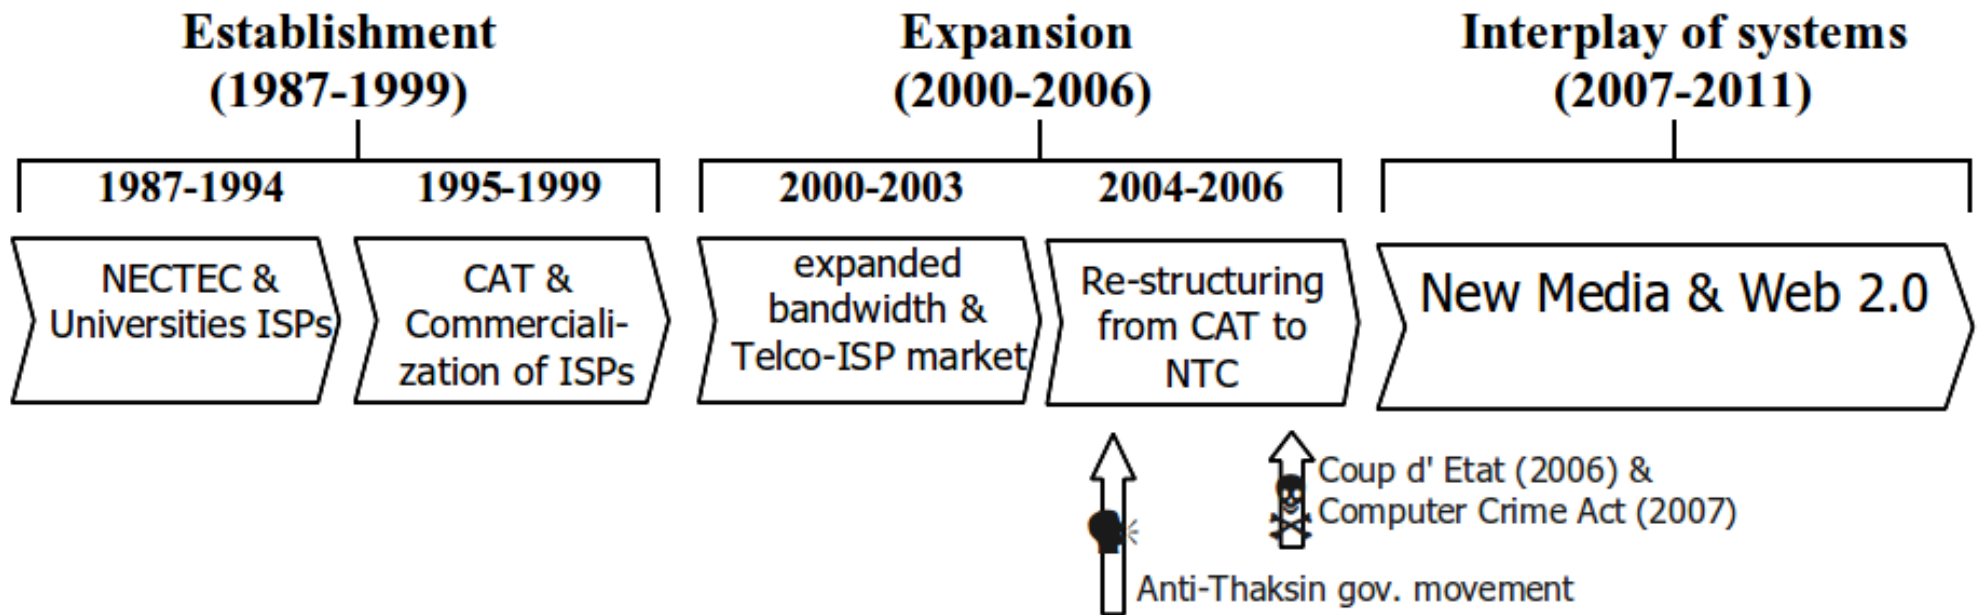 Establishment
(1987-1999)
Expansion
(2000-2006)
Interplay of systems
(2007-2011)
1987-1994
1995-1999
2000-2003
2004-2006
NECTEC &
Universities ISPs
CAT &
Commerciali-
zation of ISPs
expanded
bandwidth &
Telco-ISP market
Re-structuring
from CAT to
NTC
New Media & Web 2.0
Coup d' Etat (2006) &
Computer Crime Act (2007)
Anti-Thaksin gov. movement